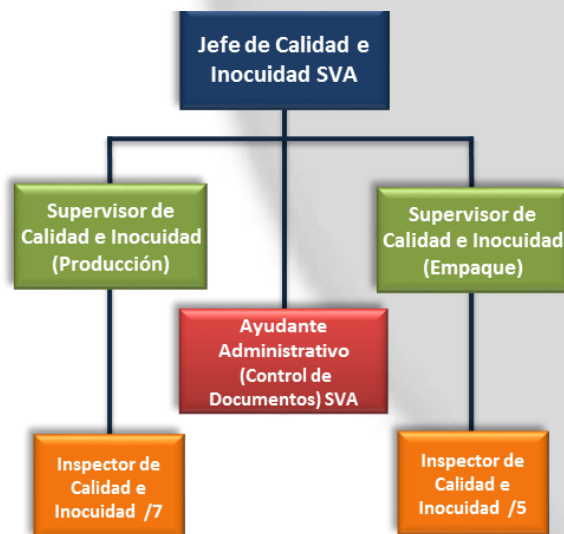 Jefe de Calidad e
Inocuidad SVA
Supervisor de
Calidad e Inocuidad
(Producción)
Supervisor de
Calidad e Inocuidad
(Empaque)
Ayudante
Administrativo
(Control de
Documentos) SVA
Inspector de
Calidad e
Inocuidad /7
Inspector de
Calidad e
Inocuidad /5